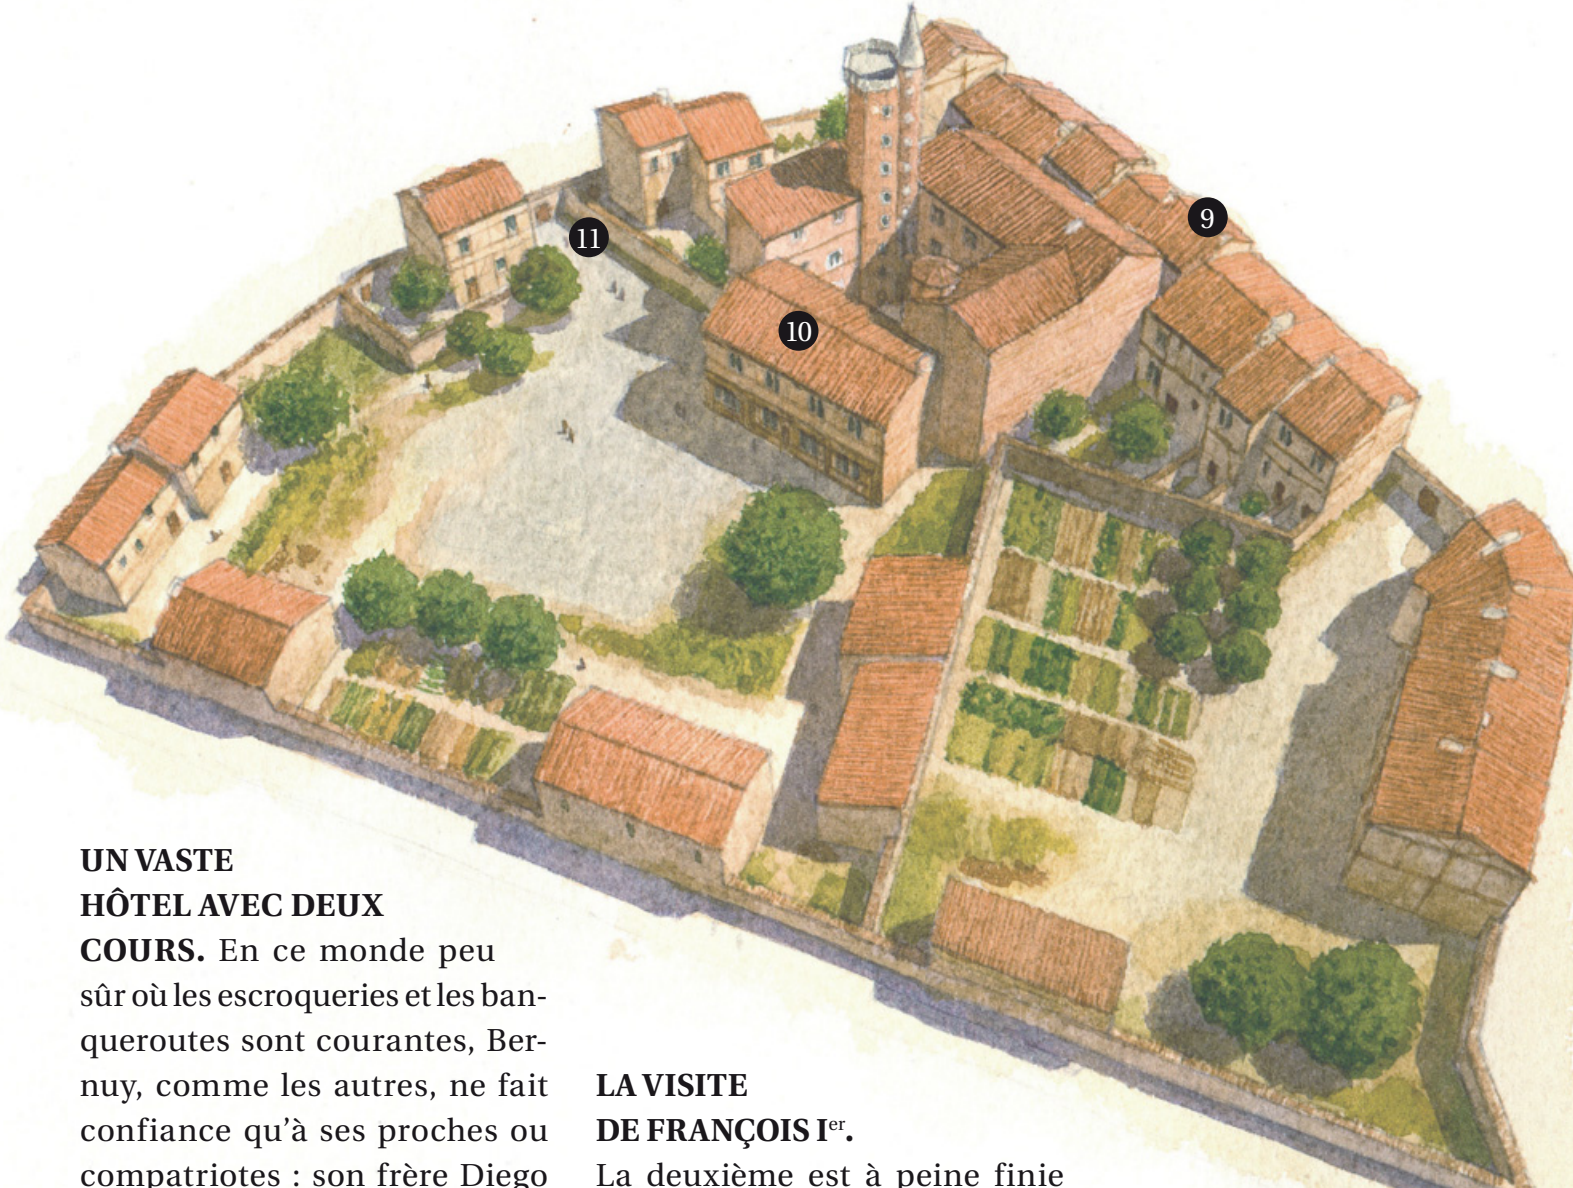 9
11
10
UN VASTE
HÔTEL AVEC DEUX
COURS. En ce monde peu
sûr où les escroqueries et les ban-
queroutes sont courantes, Ber-
nuy, comme les autres, ne fait
confiance qu’à ses proches ou
compatriotes : son frère Diego
LA VISITE
DE FRANÇOIS Ier.
La deuxième est à peine finie